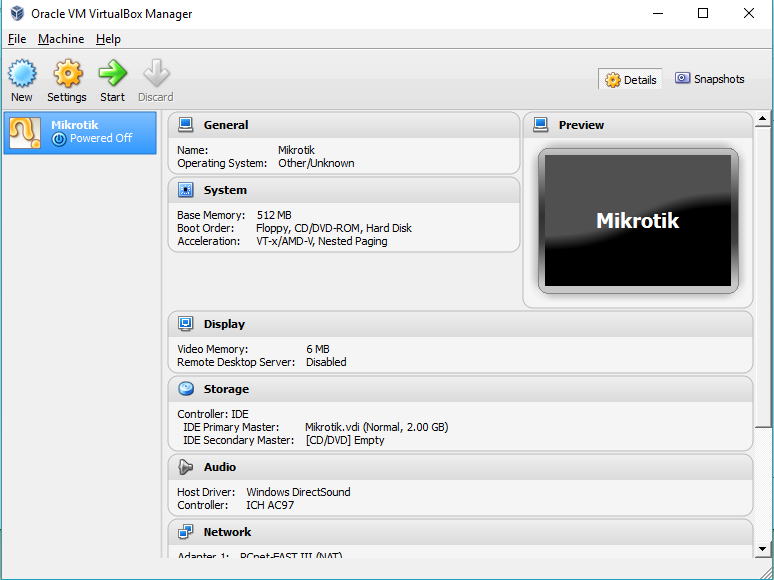 Oracle VM VirtualBox Manager
File Machine Help
New Settings Start Discard
Details Snapshots
Mikrotik
Powered Off
General
Name: Mikrotik
Operating System: Other/Unknown
System
Base Memory: 512 MB
Boot Order: Floppy, CD/DVD-ROM, Hard Disk
Acceleration: VT-x/AMD-V, Nested Paging
Preview
Mikrotik
Display
Video Memory: 6 MB
Remote Desktop Server: Disabled
Storage
Controller: IDE
IDE Primary Master: Mikrotik.vdi (Normal, 2.00 GB)
IDE Secondary Master: [CD/DVD] Empty
Audio
Host Driver: Windows DirectSound
Controller: ICH AC97
Network
Adapter 1: PCnet-FAST III (NAT)